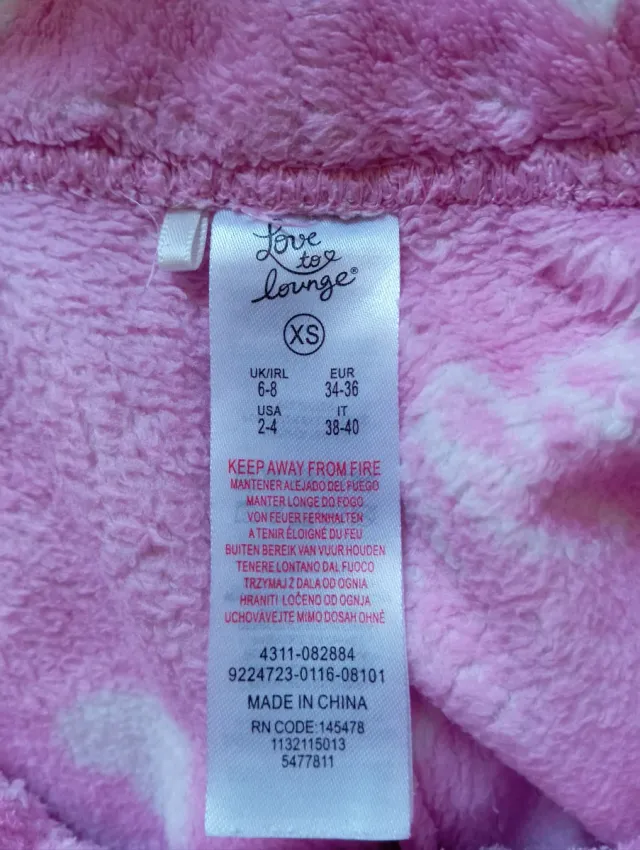 Love
to
lounge®
XS
UK/IRL EUR
6-8 34-36
USA IT
2-4 38-40
KEEP AWAY FROM FIRE
MANTENER ALEJADO DEL FUEGO
MANTER LONGE DO FOGO
VON FEUER FERNHALTEN
A TENIR ÉLOIGNÉ DU FEU
BUITEN BEREIK VAN VUUR HOUDEN
TENERE LONTANO DAL FUOCO
TRZYMAJ Z DALA OD OGNIA
HRANITI LOČENO OD OGNJA
UCHOVÁVEJTE MIMO DOSAH OHNĚ
4311-082884
9224723-0116-08101
MADE IN CHINA
RN CODE:145478
1132115013
5477811